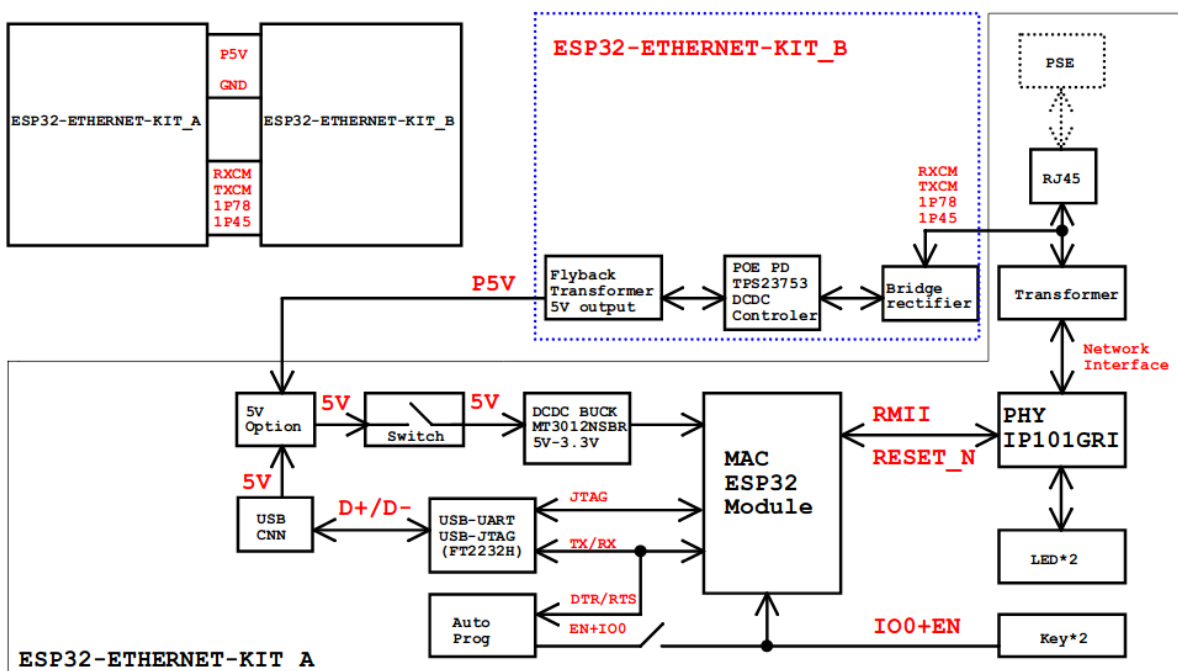 P5V
GND
ESP32-ETHERNET-KIT_A
ESP32-ETHERNET-KIT_B
RXCM
TXCM
1P78
1P45
ESP32-ETHERNET-KIT_B
PSE
RJ45
RXCM
TXCM
1P78
1P45
P5V
Flyback
Transformer
5V output
POE PD
TPS23753
DCDC
Controler
Bridge
rectifier
Transformer
Network
Interface
5V
Option
5V
Switch
5V
DCDC BUCK
MT3012NSBR
5V-3.3V
MAC
ESP32
Module
RMII
RESET_N
PHY
IP101GRI
5V
USB
CNN
D+/D-
USB-UART
USB-JTAG
(FT2232H)
JTAG
TX/RX
LED*2
Auto
Prog
DTR/RTS
EN+IO0
IO0+EN
Key*2
ESP32-ETHERNET-KIT A